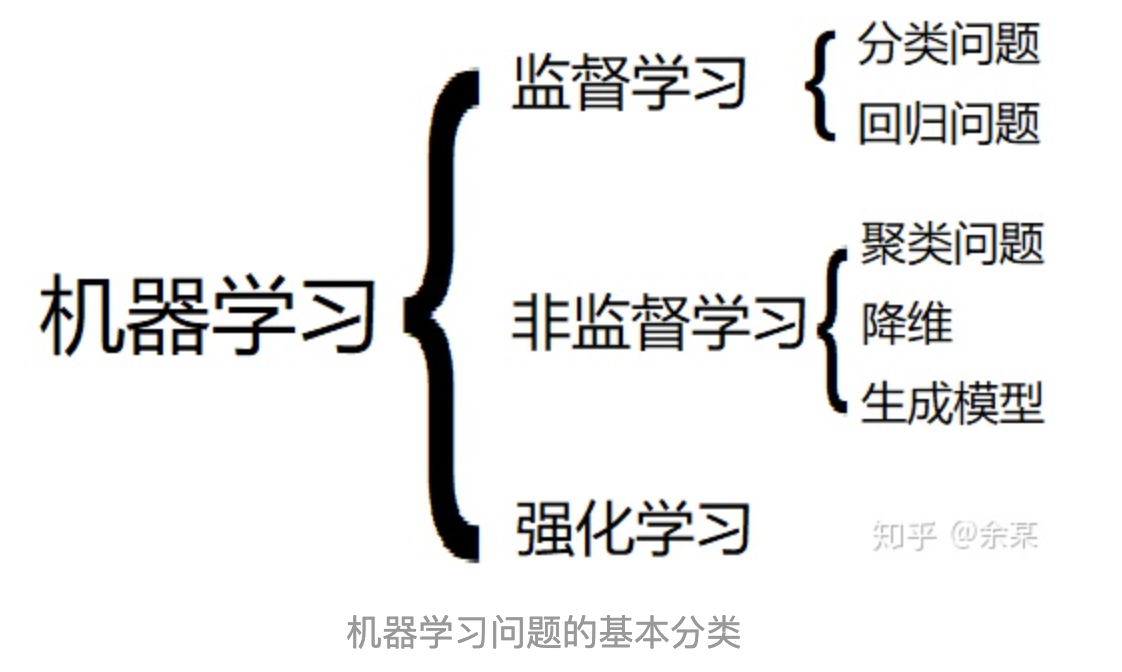 机器学习
监督学习
分类问题
回归问题
非监督学习
聚类问题
降维
生成模型
强化学习
知乎 @余某
机器学习问题的基本分类